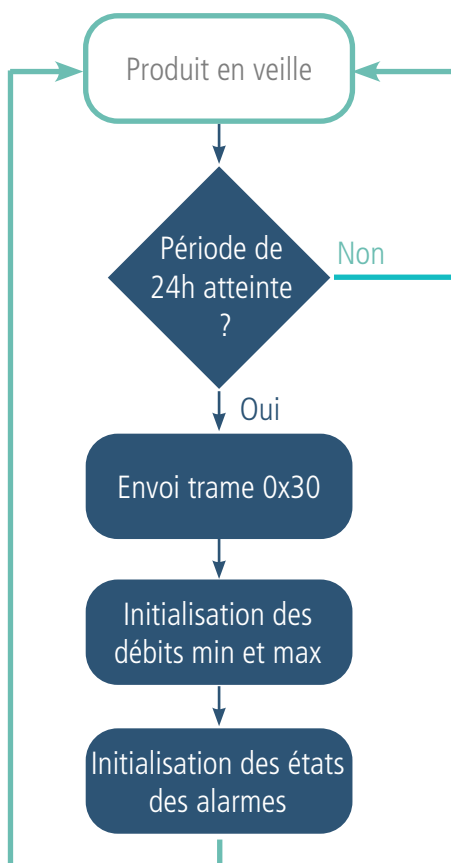 Produit en veille
Période de
24h atteinte
?
Non
Oui
Envoi trame 0x30
Initialisation des
débits min et max
Initialisation des états
des alarmes